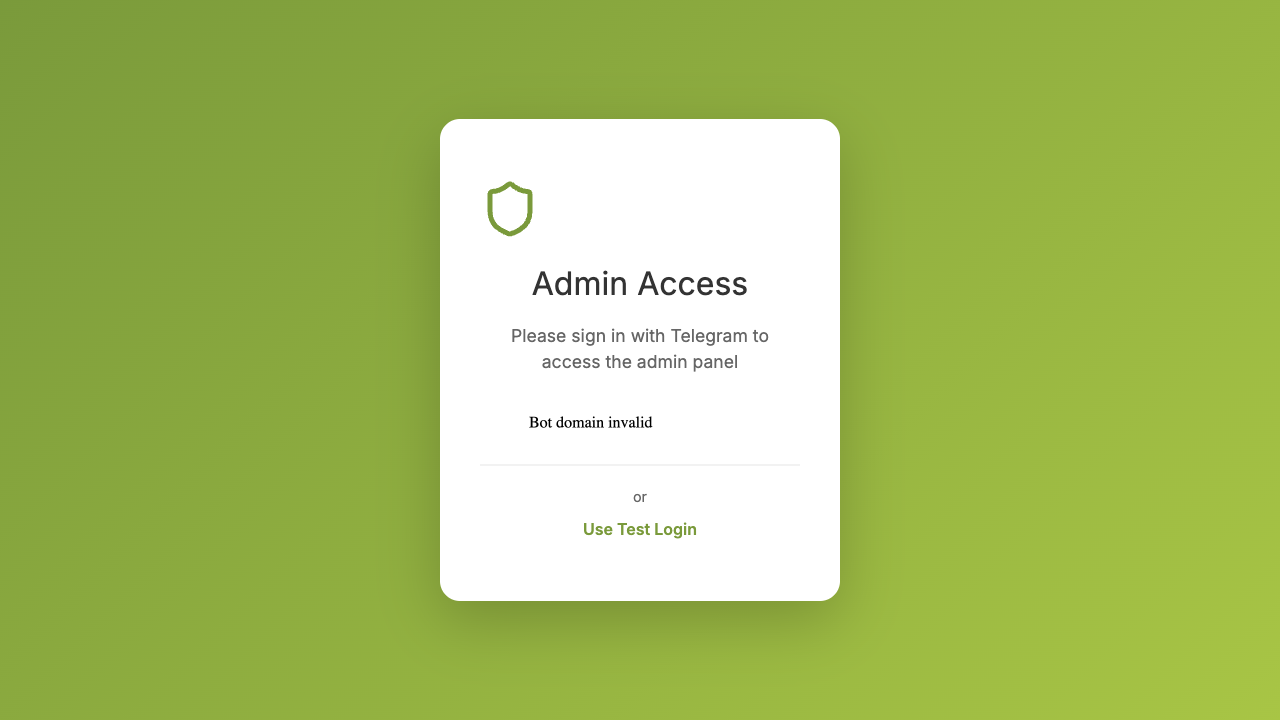 Admin Access
Please sign in with Telegram to
access the admin panel
Bot domain invalid
or
Use Test Login